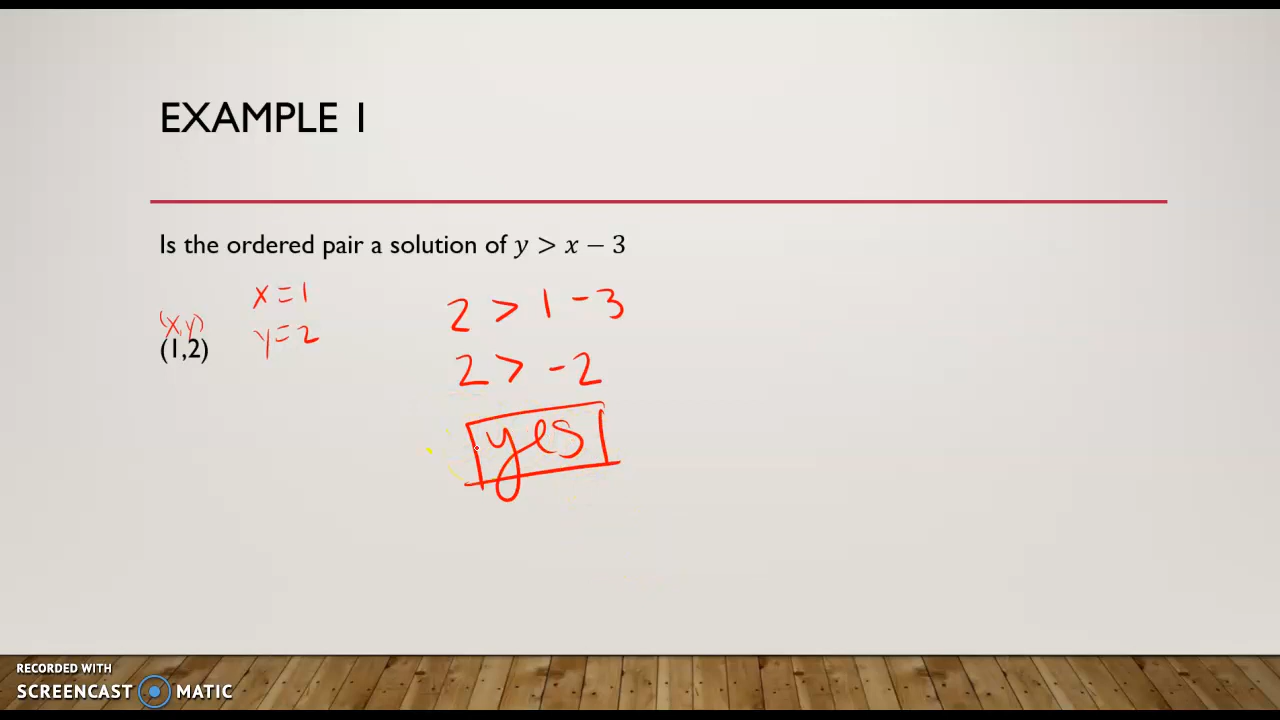 EXAMPLE 1
Is the ordered pair a solution of y > x − 3
x = 1
2 > 1 - 3
(x,y)
y = 2
(1,2)
2 > -2
yes
RECORDED WITH
SCREENCAST MATIC